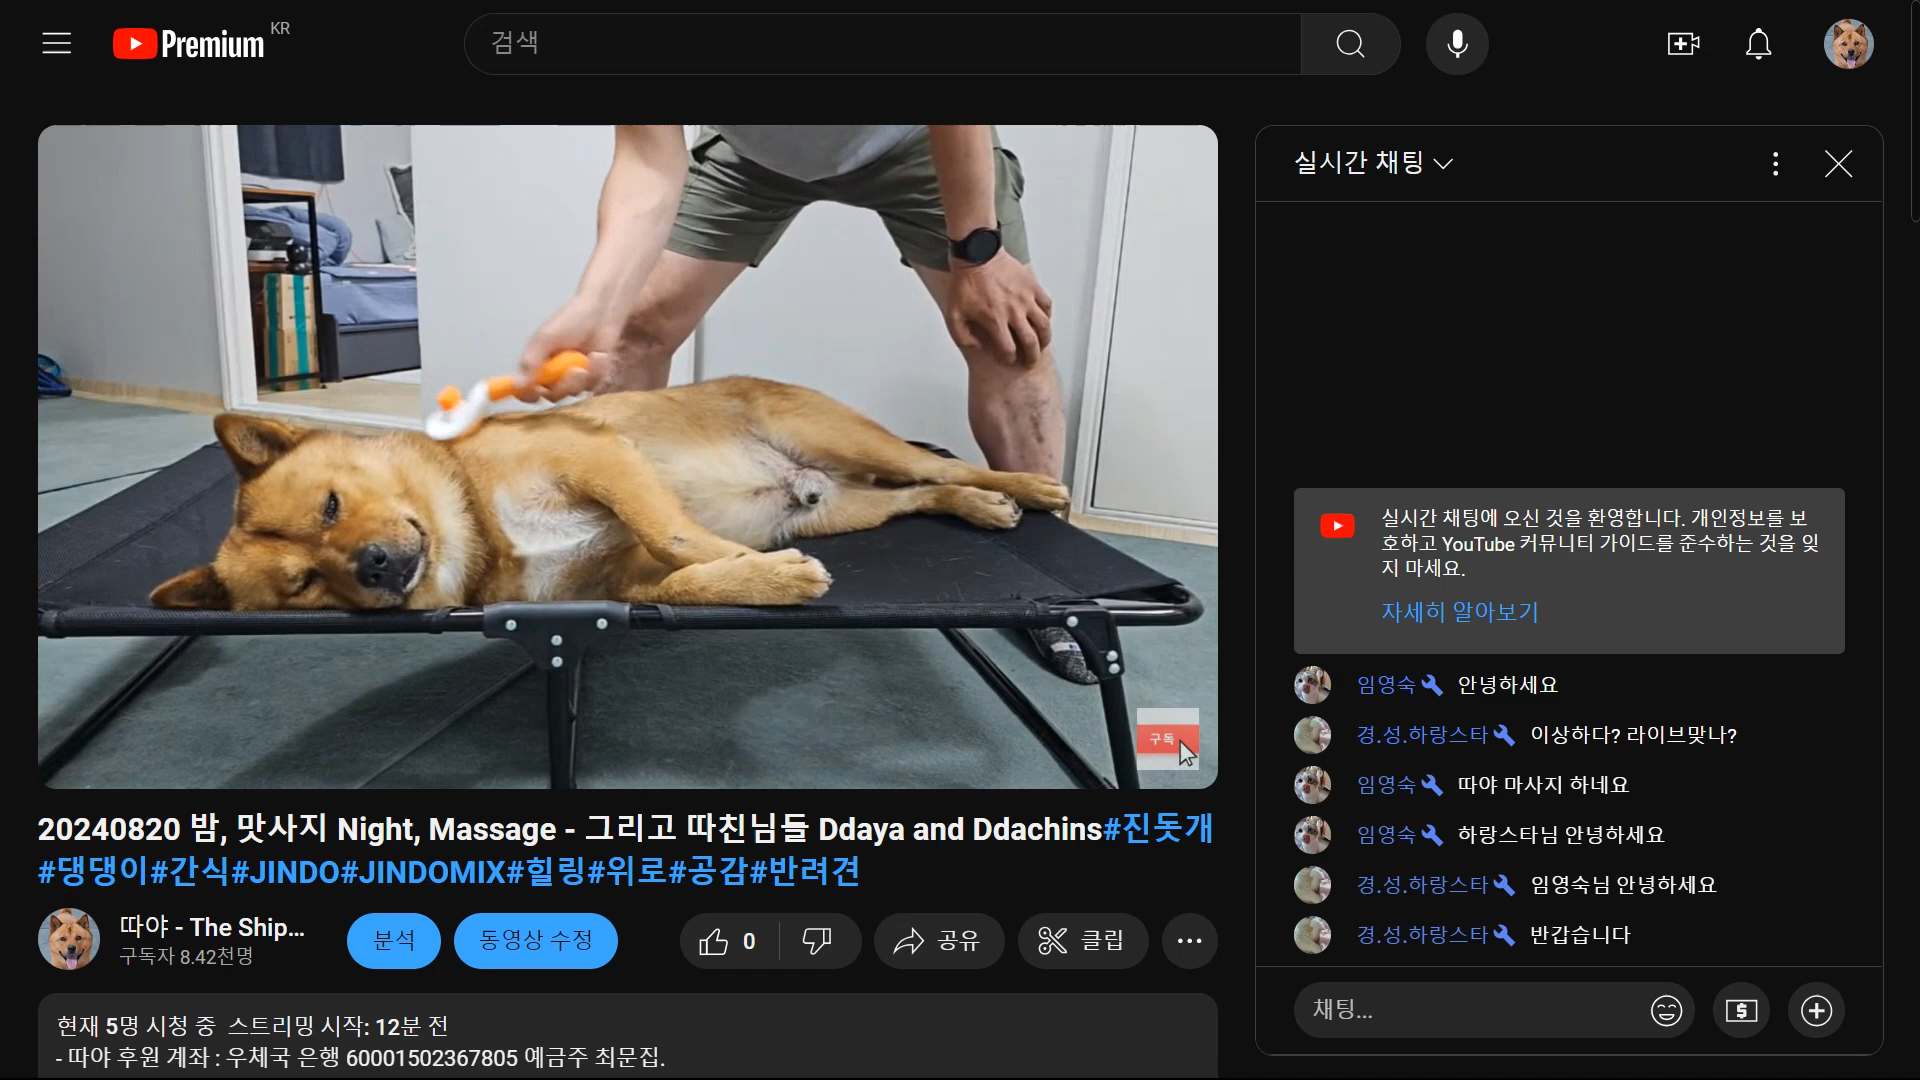 Premium KR
검색
실시간 채팅
실시간 채팅에 오신 것을 환영합니다. 개인정보를 보
호하고 YouTube 커뮤니티 가이드를 준수하는 것을 잊
지 마세요.
자세히 알아보기
임영숙 안녕하세요
경.성.하랑스타 이상하다? 라이브맞나?
임영숙 따야 마사지 하네요
임영숙 하랑스타님 안녕하세요
경.성.하랑스타 임영숙님 안녕하세요
경.성.하랑스타 반갑습니다
채팅...
구독
20240820 밤, 맛사지 Night, Massage - 그리고 따친님들 Ddaya and Ddachins#진돗개
#댕댕이#간식#JINDO#JINDOMIX#힐링#위로#공감#반려견
따야 - The Ship...
구독자 8.42천명
분석
동영상 수정
0
공유
클립
현재 5명 시청 중 스트리밍 시작: 12분 전
- 따야 후원 계좌 : 우체국 은행 60001502367805 예금주 최문집.